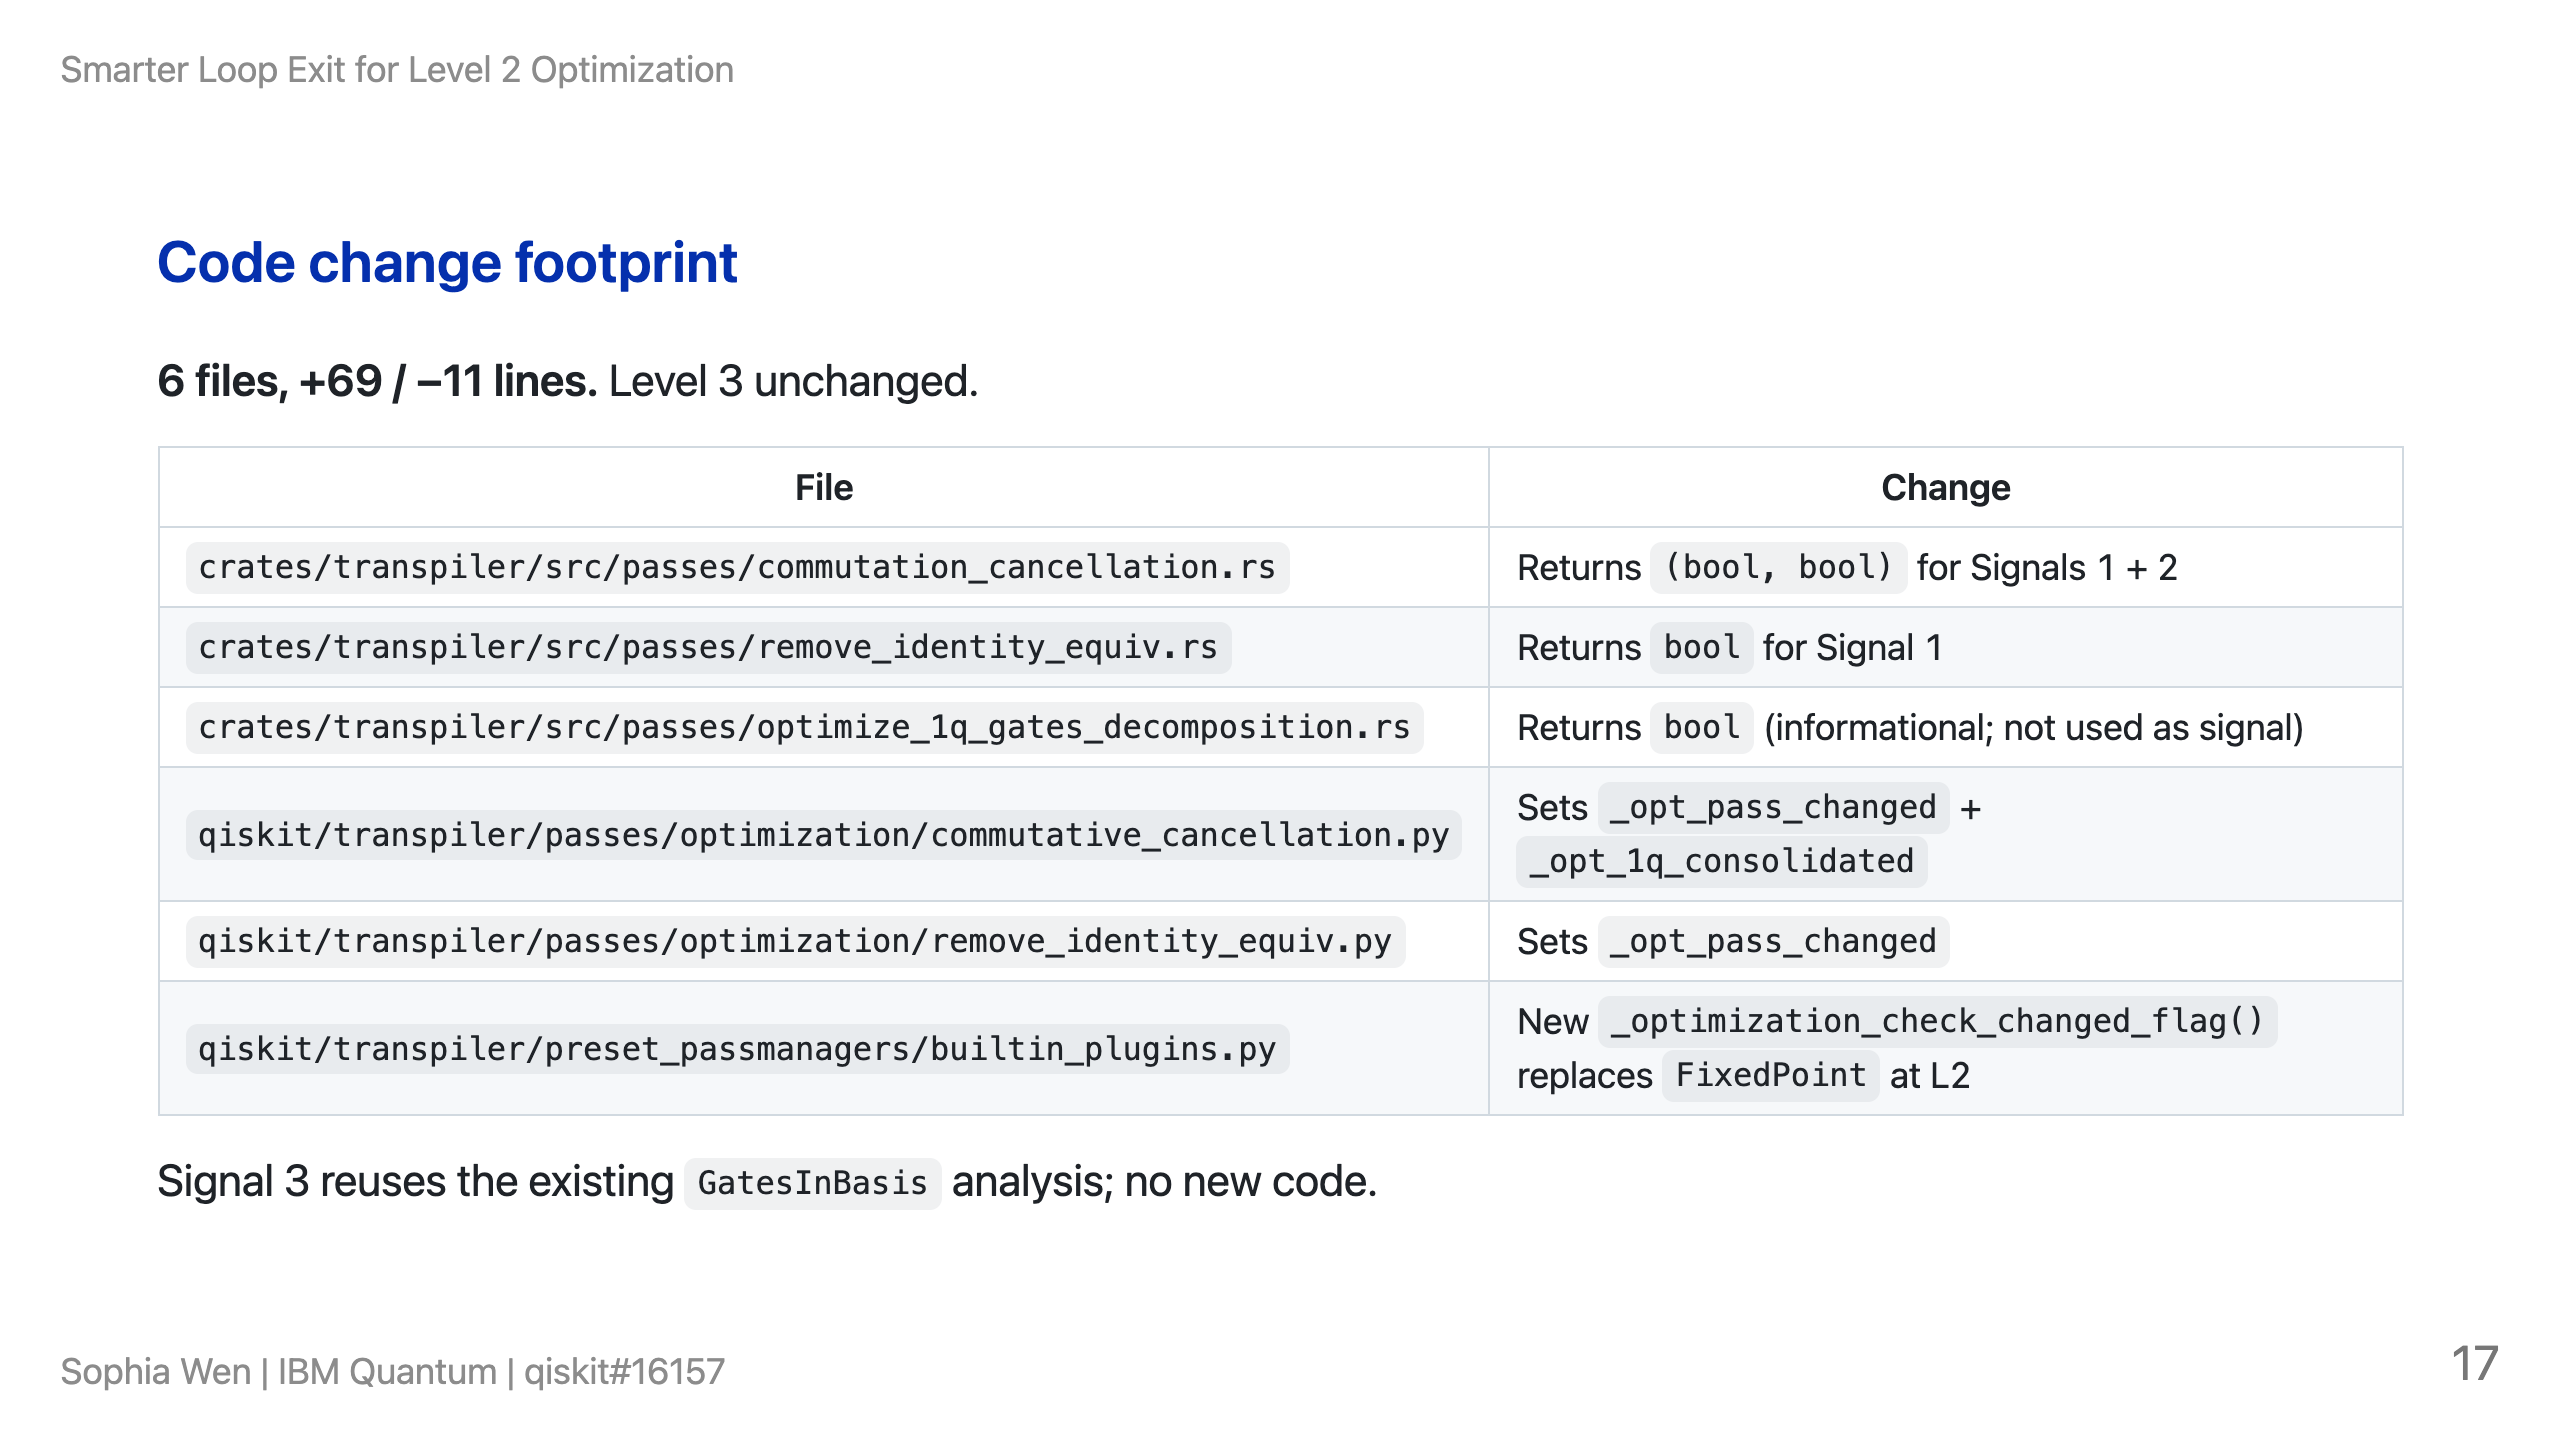 Smarter Loop Exit for Level 2 Optimization
Code change footprint
6 files, +69 / −11 lines. Level 3 unchanged.
File Change
crates/transpiler/src/passes/commutation_cancellation.rs Returns (bool, bool) for Signals 1 + 2
crates/transpiler/src/passes/remove_identity_equiv.rs Returns bool for Signal 1
crates/transpiler/src/passes/optimize_1q_gates_decomposition.rs Returns bool (informational; not used as signal)
qiskit/transpiler/passes/optimization/commutative_cancellation.py Sets _opt_pass_changed +
_opt_1q_consolidated
qiskit/transpiler/passes/optimization/remove_identity_equiv.py Sets _opt_pass_changed
qiskit/transpiler/preset_passmanagers/builtin_plugins.py New _optimization_check_changed_flag()
replaces FixedPoint at L2
Signal 3 reuses the existing GatesInBasis analysis; no new code.
Sophia Wen | IBM Quantum | qiskit#16157
17